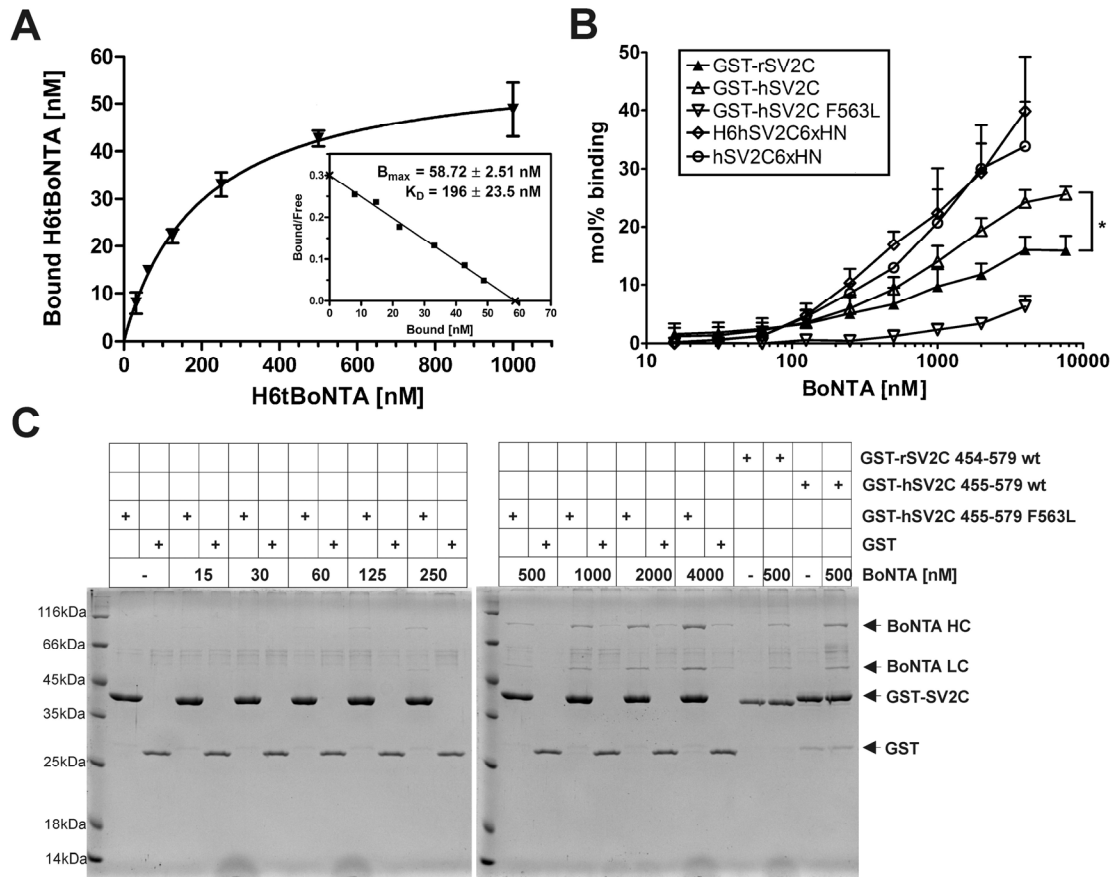 A
60
50
40
30
20
10
0
Bound H6tBoNTA [nM]
0 200 400 600 800 1000
H6tBoNTA [nM]
Bmax = 58.72 ± 2.51 nM
KD = 196 ± 23.5 nM
0.3
0.2
0.1
0.0
Bound/Free
0 10 20 30 40 50 60 70
Bound [nM]
B
50
40
30
20
10
0
mol% binding
GST-rSV2C
GST-hSV2C
GST-hSV2C F563L
H6hSV2C6xHN
hSV2C6xHN
*
10 100 1000 10000
BoNTA [nM]
C
+ + GST-rSV2C 454-579 wt
+ + GST-hSV2C 455-579 wt
+ + + + + + + + + + GST-hSV2C 455-579 F563L
+ + + + + + + + + + GST
- 15 30 60 125 250 500 1000 2000 4000 - 500 - 500 BoNTA [nM]
116kDa
66kDa
45kDa
35kDa
25kDa
18kDa
14kDa
BoNTA HC
BoNTA LC
GST-SV2C
GST